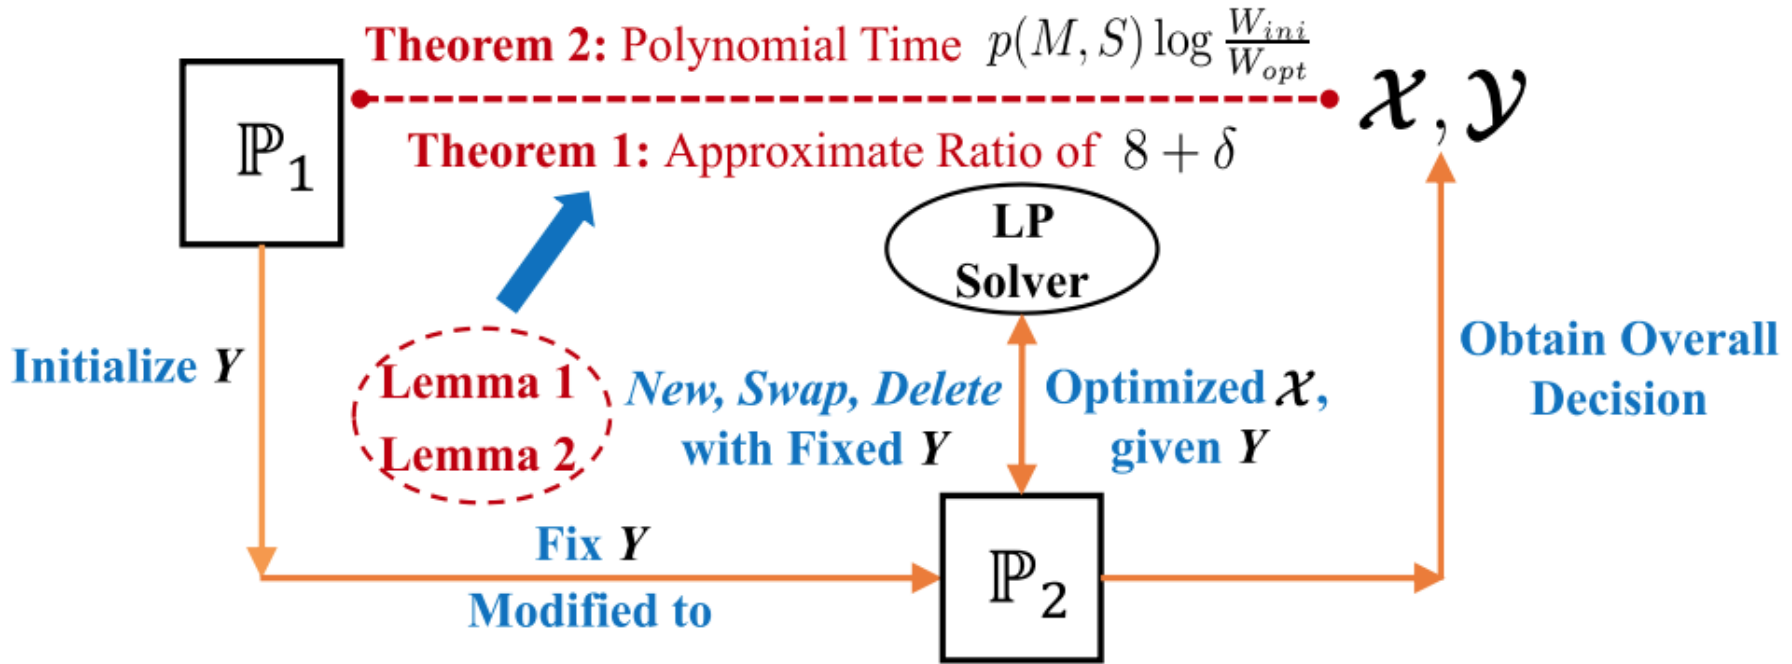 Theorem 2: Polynomial Time p(M, S) log W_ini/W_opt
ℙ₁
𝒳, 𝒴
Theorem 1: Approximate Ratio of 8 + δ
LP
Solver
Initialize Y
Lemma 1
Lemma 2
New, Swap, Delete
with Fixed Y
Optimized 𝒳,
given Y
Obtain Overall
Decision
Fix Y
Modified to
ℙ₂